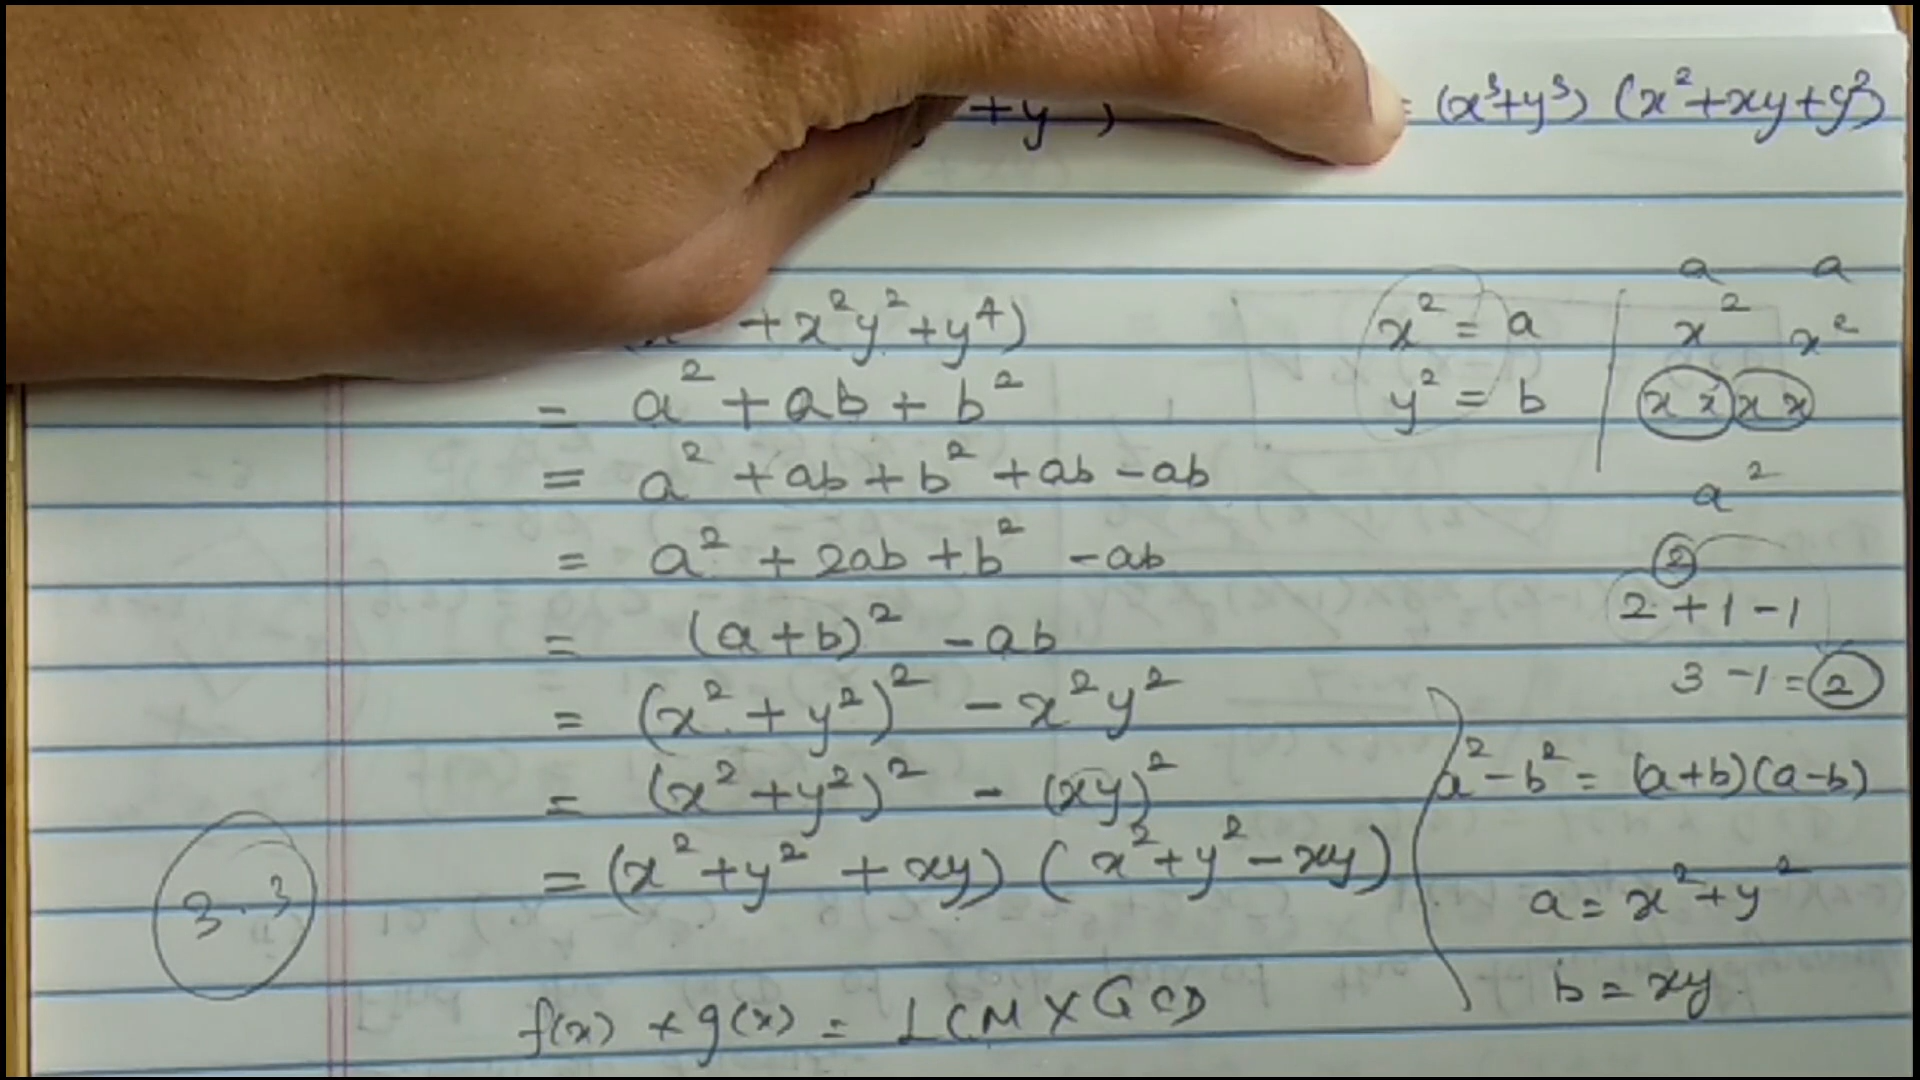 +y ) = (x³+y³) (x²+xy+y²)
+ x²y² + y⁴)
= a² + ab + b²
= a² + ab + b² + ab - ab
= a² + 2ab + b² - ab
= (a+b)² - ab
= (x² + y²)² - x²y²
= (x² + y²)² - (xy)²
= (x² + y² + xy) (x² + y² - xy)
3.3
f(x) × g(x) = LCM X GCD
x² = a
y² = b
a a
x² x²
x x x x
a²
2
2 + 1 - 1
3 - 1 = 2
a² - b² = (a+b)(a-b)
a = x² + y²
b = xy